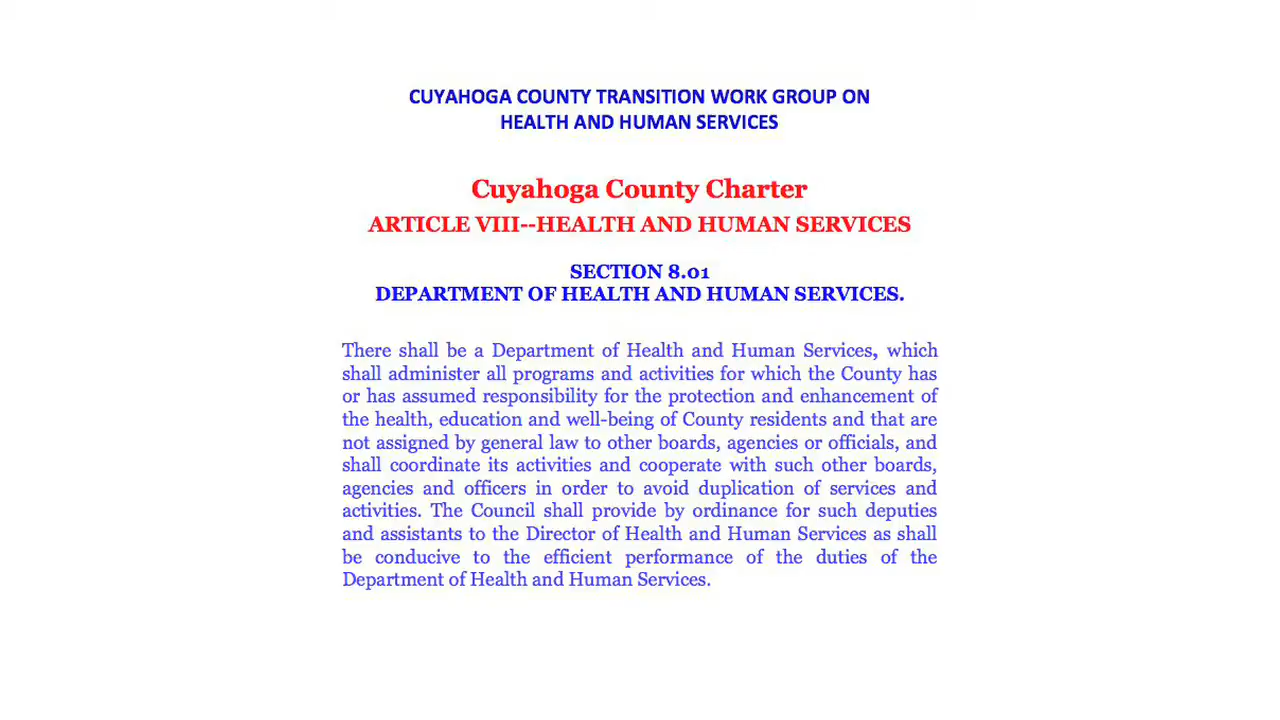 CUYAHOGA COUNTY TRANSITION WORK GROUP ON
HEALTH AND HUMAN SERVICES
Cuyahoga County Charter
ARTICLE VIII--HEALTH AND HUMAN SERVICES
SECTION 8.01
DEPARTMENT OF HEALTH AND HUMAN SERVICES.
There shall be a Department of Health and Human Services, which
shall administer all programs and activities for which the County has
or has assumed responsibility for the protection and enhancement of
the health, education and well-being of County residents and that are
not assigned by general law to other boards, agencies or officials, and
shall coordinate its activities and cooperate with such other boards,
agencies and officers in order to avoid duplication of services and
activities. The Council shall provide by ordinance for such deputies
and assistants to the Director of Health and Human Services as shall
be conducive to the efficient performance of the duties of the
Department of Health and Human Services.